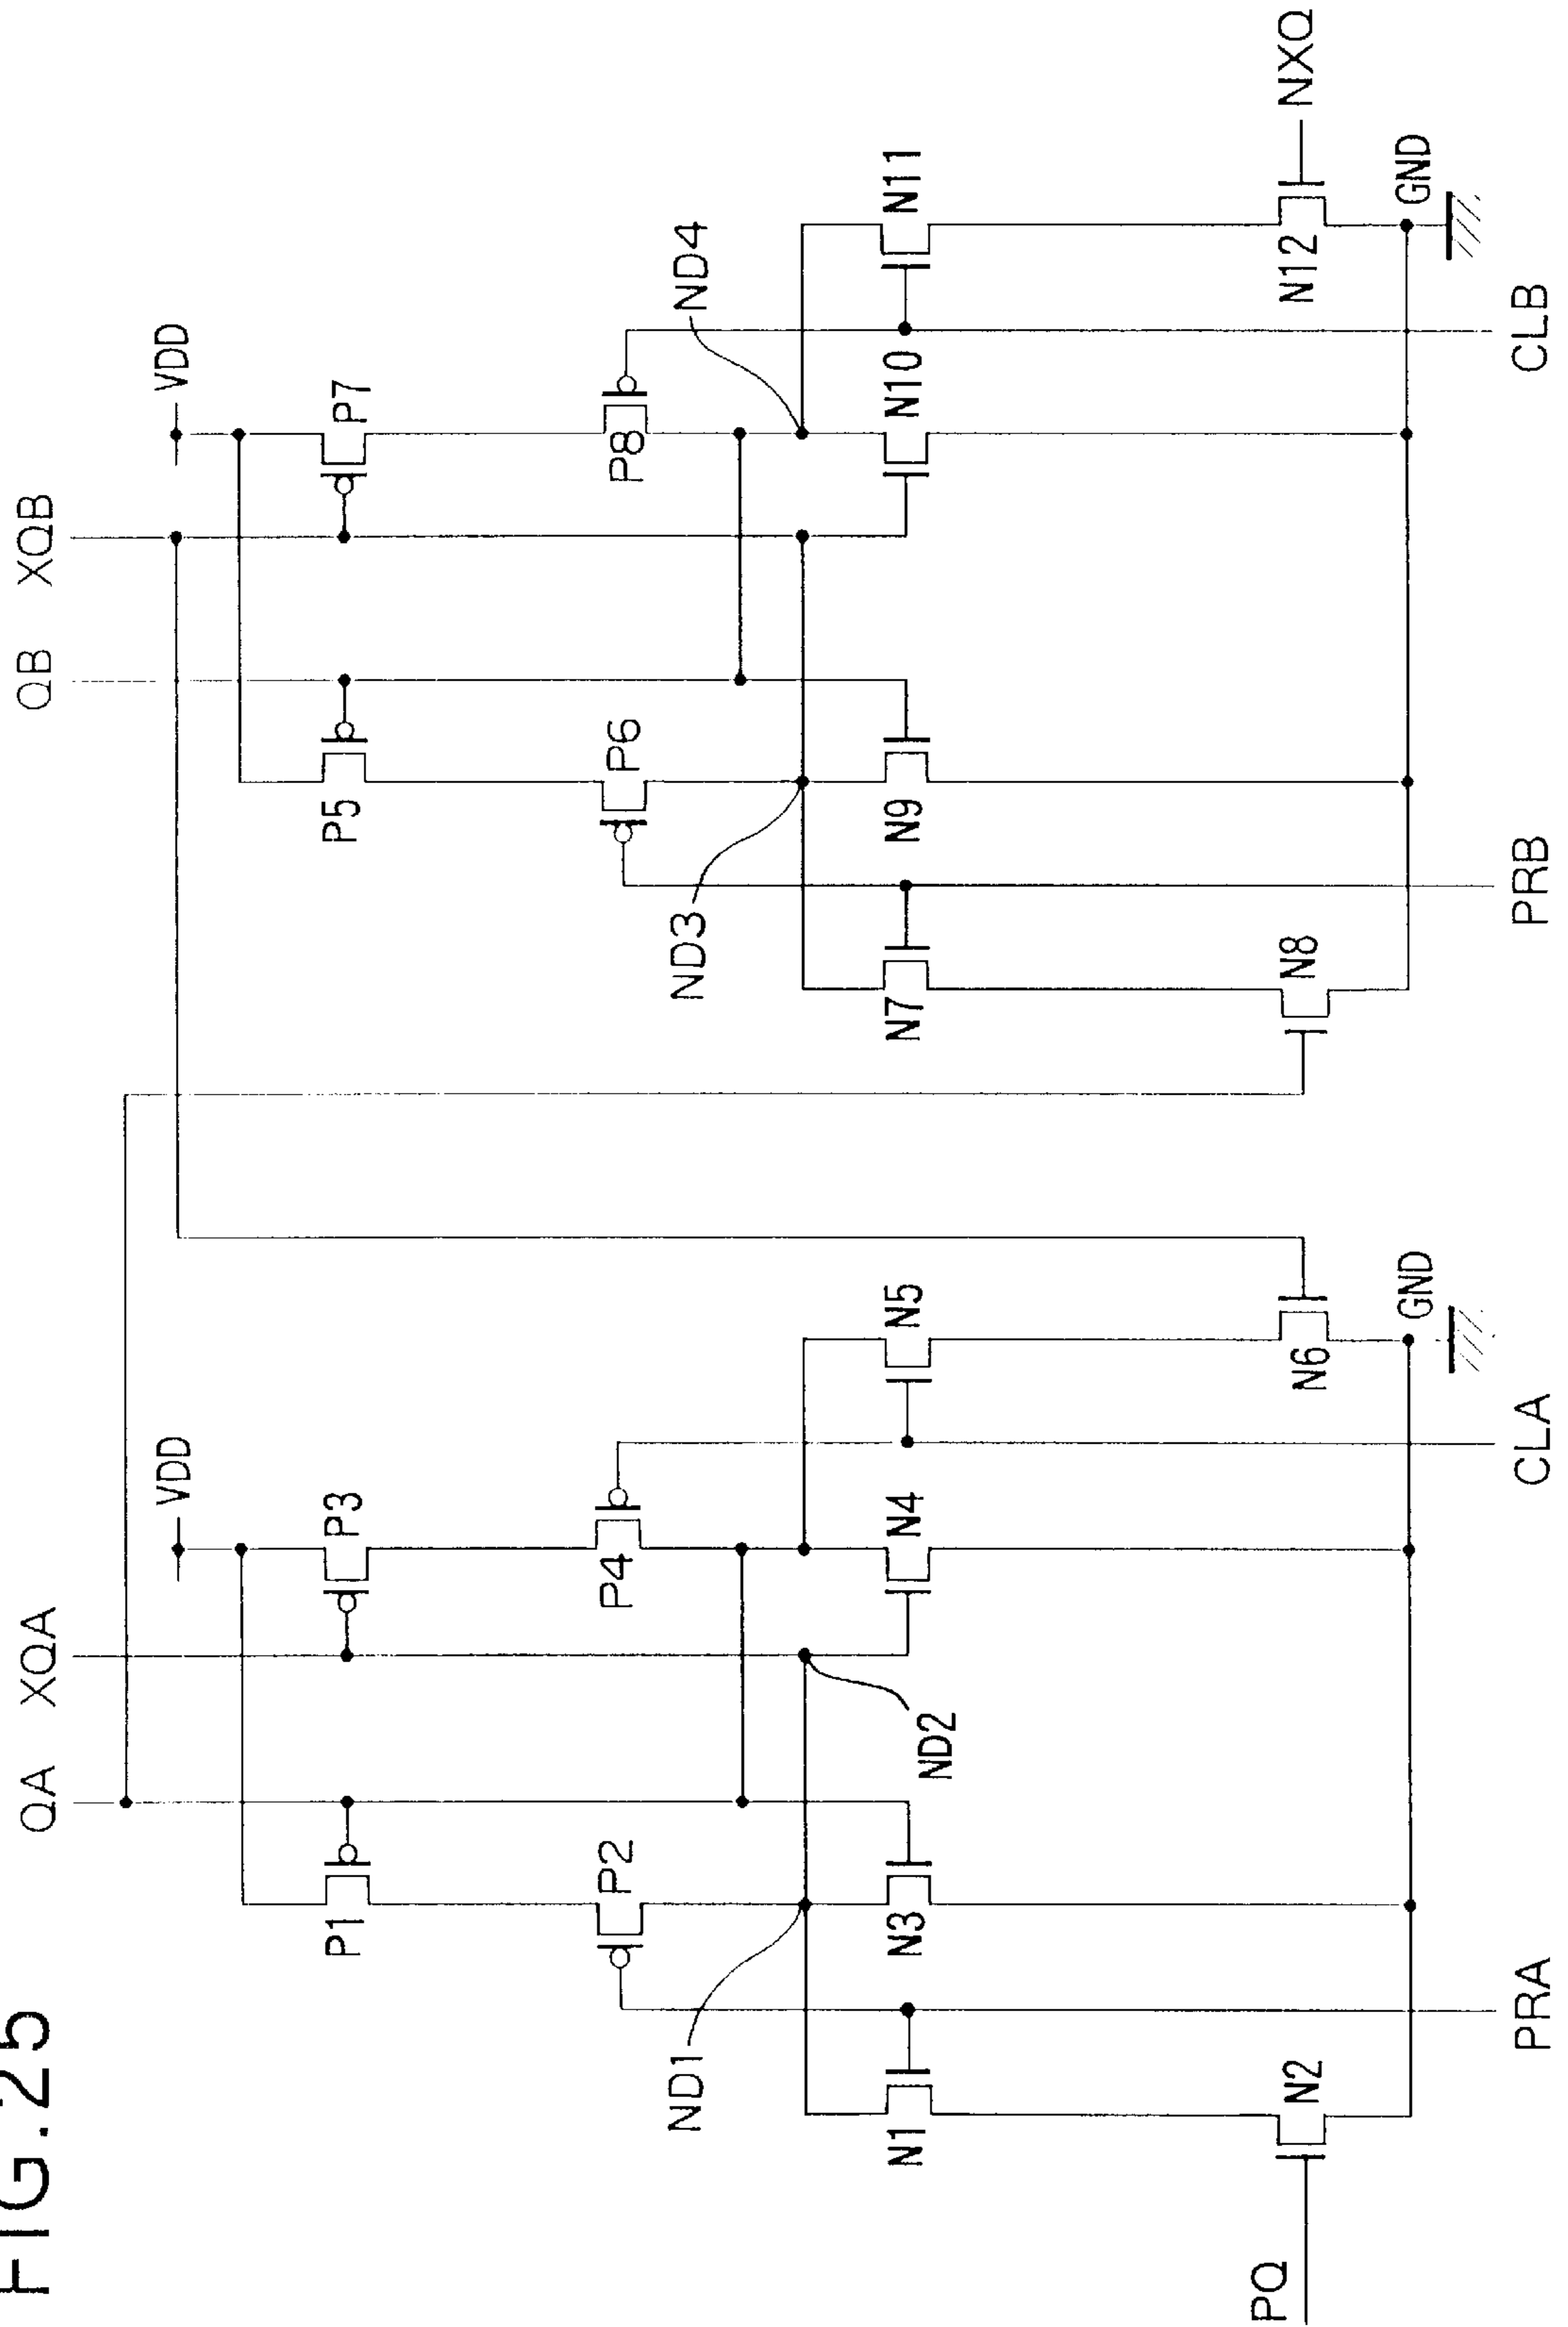 FIG.25
QA XQA
QB XQB
VDD
VDD
P1
P3
P5
P7
P2
P4
P6
P8
ND1
ND3
ND4
N1
N3
ND2
N4
N5
N7
N9
N10
N11
PQ
N2
N6
N8
N12
NXQ
GND
GND
PRA
CLA
PRB
CLB